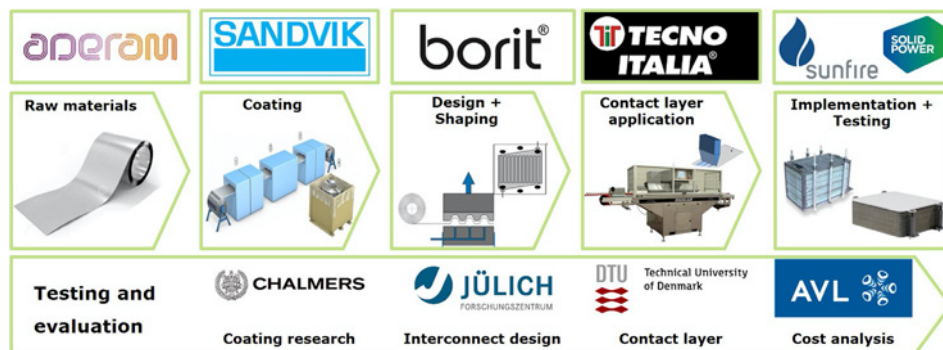 aperam
SANDVIK
borit®
TiT TECNO
ITALIA®
sunfire
SOLID
POWER
Raw materials
Coating
Design +
Shaping
Contact layer
application
Implementation +
Testing
Testing and
evaluation
CHALMERS
Coating research
JÜLICH
FORSCHUNGSZENTRUM
Interconnect design
DTU
Technical University
of Denmark
Contact layer
AVL
Cost analysis